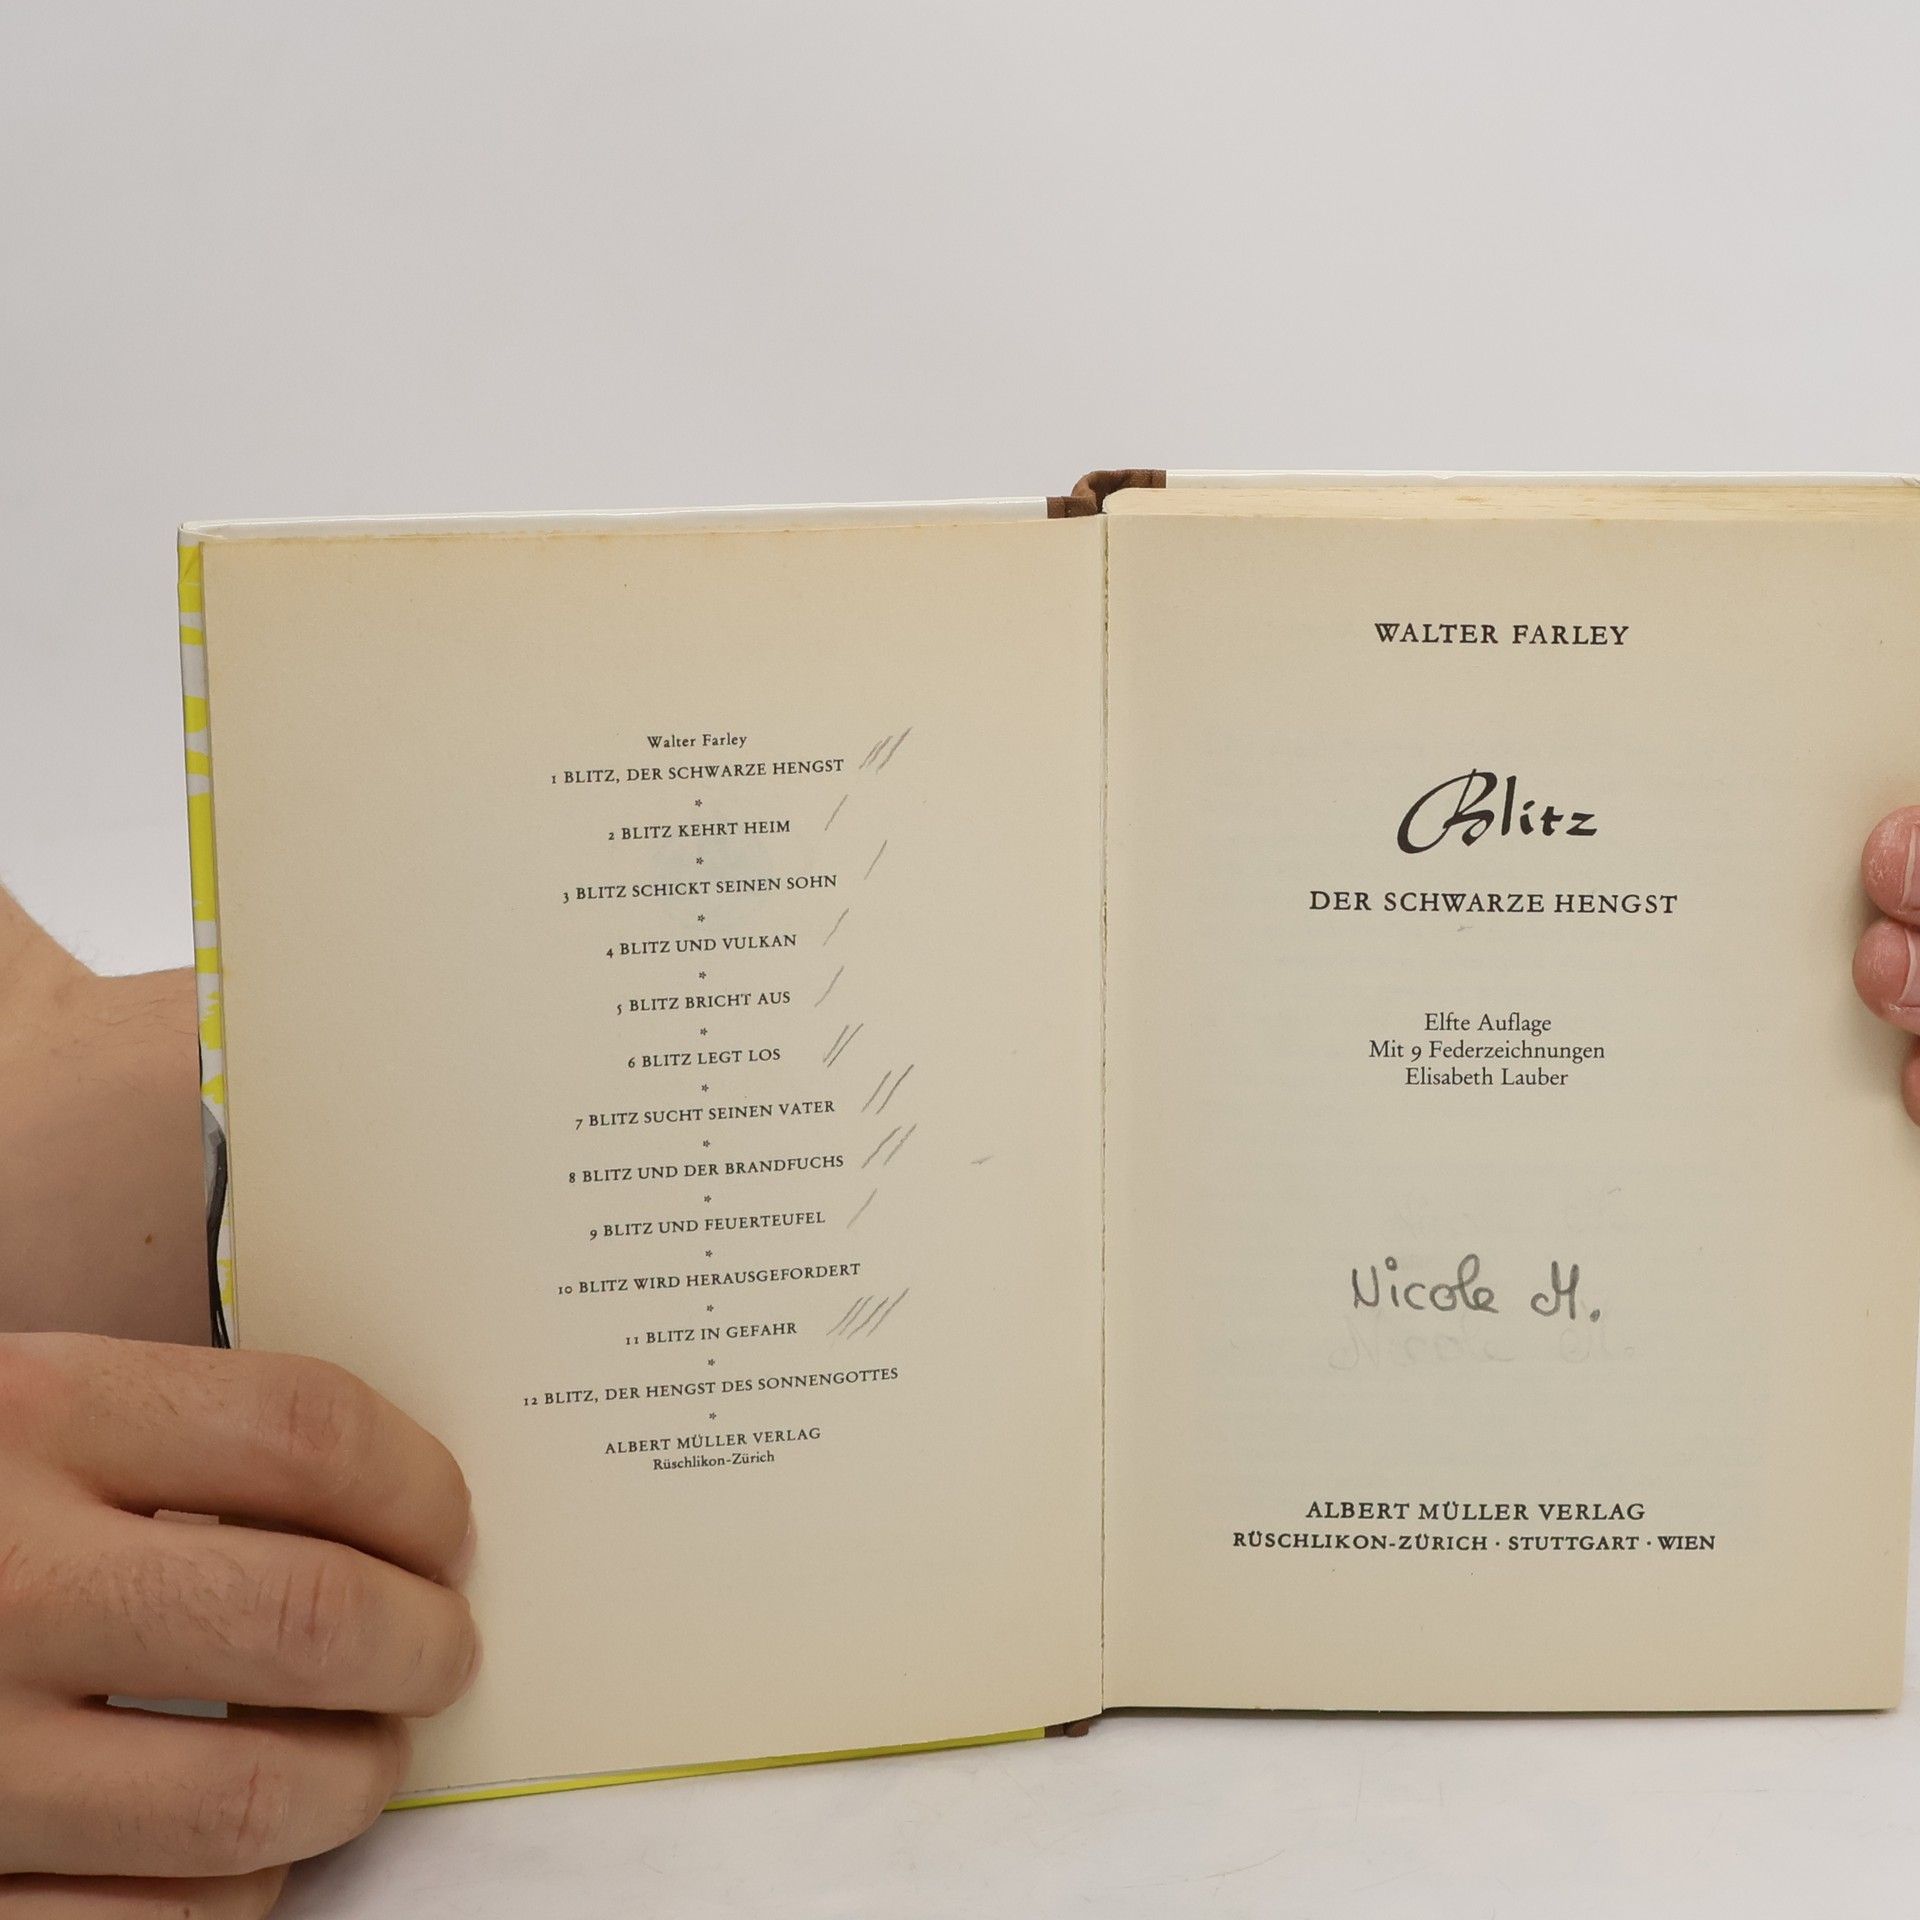 Walter Farley
1 BLITZ, DER SCHWARZE HENGST
*
2 BLITZ KEHRT HEIM
*
3 BLITZ SCHICKT SEINEN SOHN
*
4 BLITZ UND VULKAN
*
5 BLITZ BRICHT AUS
*
6 BLITZ LEGT LOS
*
7 BLITZ SUCHT SEINEN VATER
*
8 BLITZ UND DER BRANDFUCHS
*
9 BLITZ UND FEUERTEUFEL
*
10 BLITZ WIRD HERAUSGEFORDERT
*
11 BLITZ IN GEFAHR
*
12 BLITZ, DER HENGST DES SONNENGOTTES
*
ALBERT MÜLLER VERLAG
Rüschlikon-Zürich
WALTER FARLEY
Blitz
DER SCHWARZE HENGST
Elfte Auflage
Mit 9 Federzeichnungen
Elisabeth Lauber
Nicole M.
Nicole M.
ALBERT MÜLLER VERLAG
RÜSCHLIKON-ZÜRICH · STUTTGART · WIEN